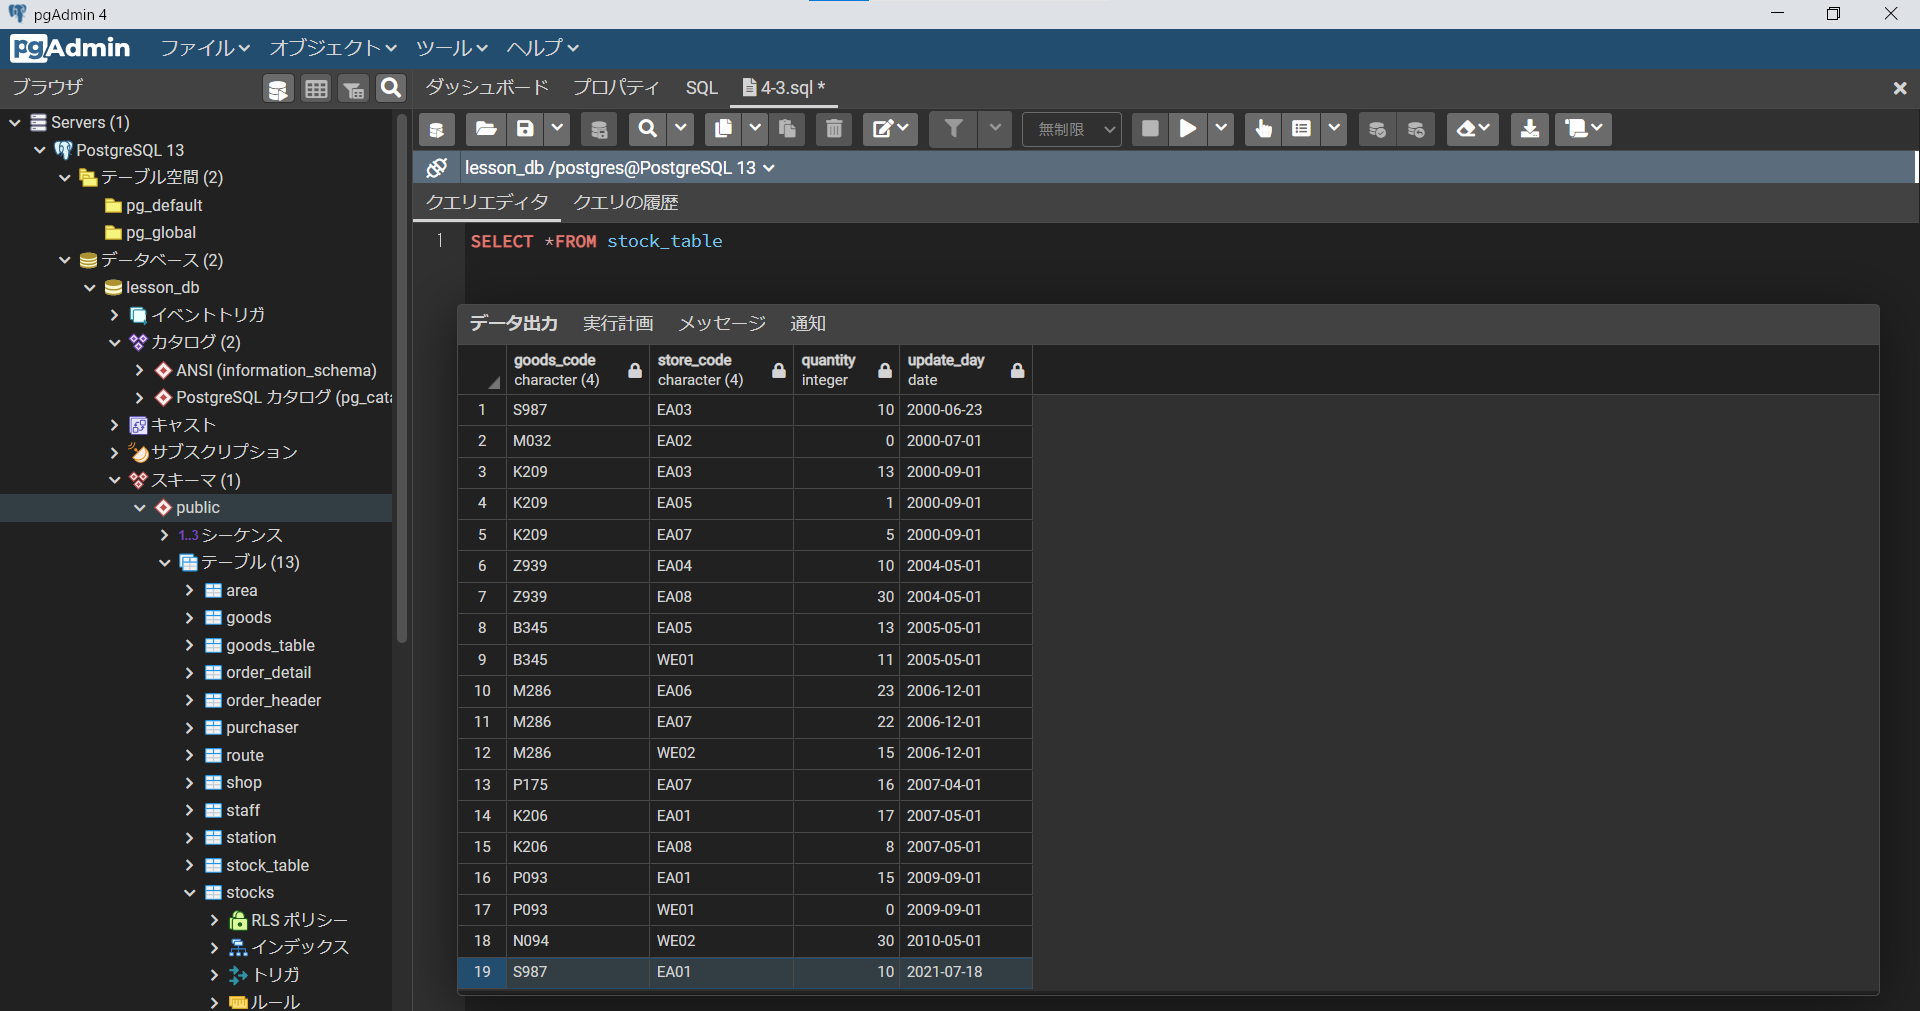 pgAdmin 4
pgAdmin ファイル オブジェクト ツール ヘルプ
ブラウザ
ダッシュボード プロパティ SQL 4-3.sql *
無制限
lesson_db /postgres@PostgreSQL 13
クエリエディタ クエリの履歴
1 SELECT *FROM stock_table
Servers (1)
PostgreSQL 13
テーブル空間 (2)
pg_default
pg_global
データベース (2)
lesson_db
イベントトリガ
カタログ (2)
ANSI (information_schema)
PostgreSQL カタログ (pg_cata
キャスト
サブスクリプション
スキーマ (1)
public
1..3 シーケンス
テーブル (13)
area
goods
goods_table
order_detail
order_header
purchaser
route
shop
staff
station
stock_table
stocks
RLS ポリシー
インデックス
トリガ
ルール
データ出力 実行計画 メッセージ 通知
goods_code store_code quantity update_day
character (4) character (4) integer date
1 S987 EA03 10 2000-06-23
2 M032 EA02 0 2000-07-01
3 K209 EA03 13 2000-09-01
4 K209 EA05 1 2000-09-01
5 K209 EA07 5 2000-09-01
6 Z939 EA04 10 2004-05-01
7 Z939 EA08 30 2004-05-01
8 B345 EA05 13 2005-05-01
9 B345 WE01 11 2005-05-01
10 M286 EA06 23 2006-12-01
11 M286 EA07 22 2006-12-01
12 M286 WE02 15 2006-12-01
13 P175 EA07 16 2007-04-01
14 K206 EA01 17 2007-05-01
15 K206 EA08 8 2007-05-01
16 P093 EA01 15 2009-09-01
17 P093 WE01 0 2009-09-01
18 N094 WE02 30 2010-05-01
19 S987 EA01 10 2021-07-18